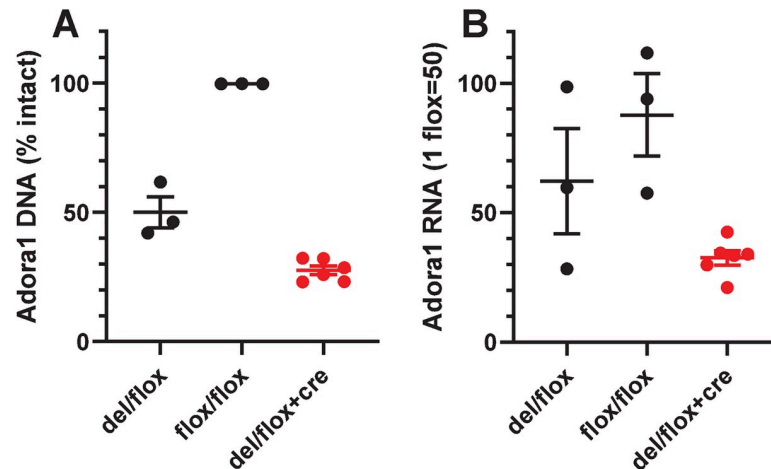 A
Adora1 DNA (% intact)
100
50
0
del/flox
flox/flox
del/flox+cre
B
Adora1 RNA (1 flox=50)
100
50
0
del/flox
flox/flox
del/flox+cre